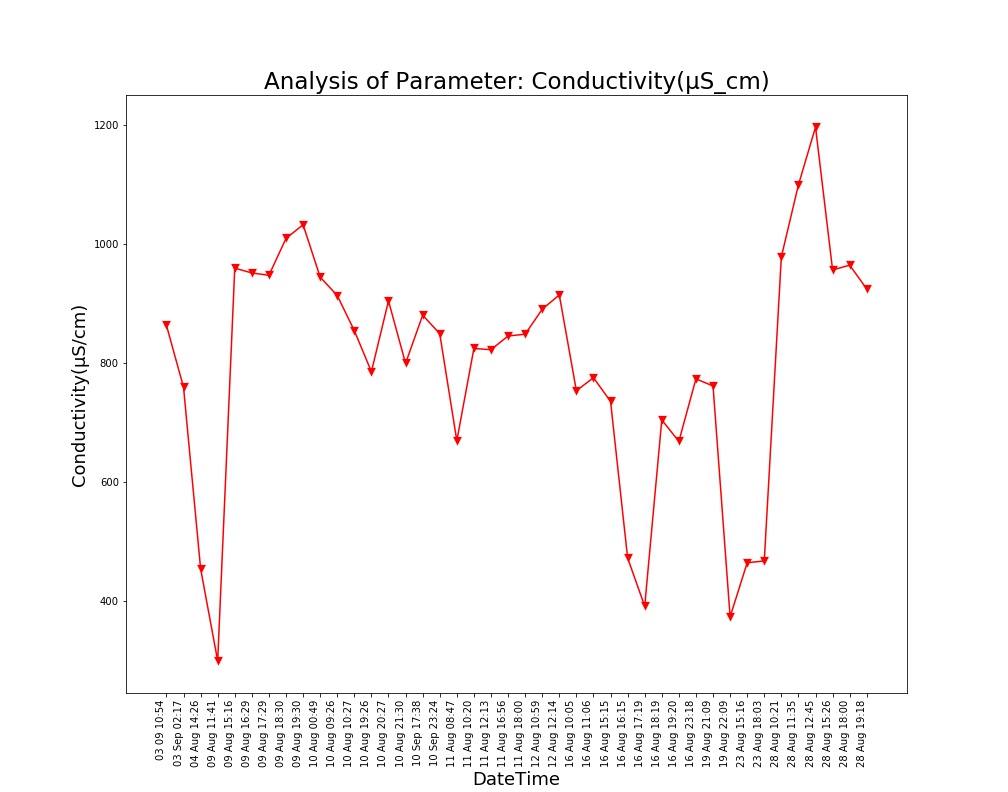 Analysis of Parameter: Conductivity(μS_cm)
Conductivity(μS/cm)
1200
1000
800
600
400
03 09 10:54
03 Sep 02:17
04 Aug 14:26
09 Aug 11:41
09 Aug 15:16
09 Aug 16:29
09 Aug 17:29
09 Aug 18:30
09 Aug 19:30
10 Aug 00:49
10 Aug 09:26
10 Aug 10:27
10 Aug 19:26
10 Aug 20:27
10 Aug 21:30
10 Sep 17:38
10 Sep 23:24
11 Aug 08:47
11 Aug 10:20
11 Aug 12:13
11 Aug 16:56
11 Aug 18:00
12 Aug 10:59
12 Aug 12:14
16 Aug 10:05
16 Aug 11:06
16 Aug 15:15
16 Aug 16:15
16 Aug 17:19
16 Aug 18:19
16 Aug 19:20
16 Aug 23:18
19 Aug 21:09
19 Aug 22:09
23 Aug 15:16
23 Aug 18:03
28 Aug 10:21
28 Aug 11:35
28 Aug 12:45
28 Aug 15:26
28 Aug 18:00
28 Aug 19:18
DateTime